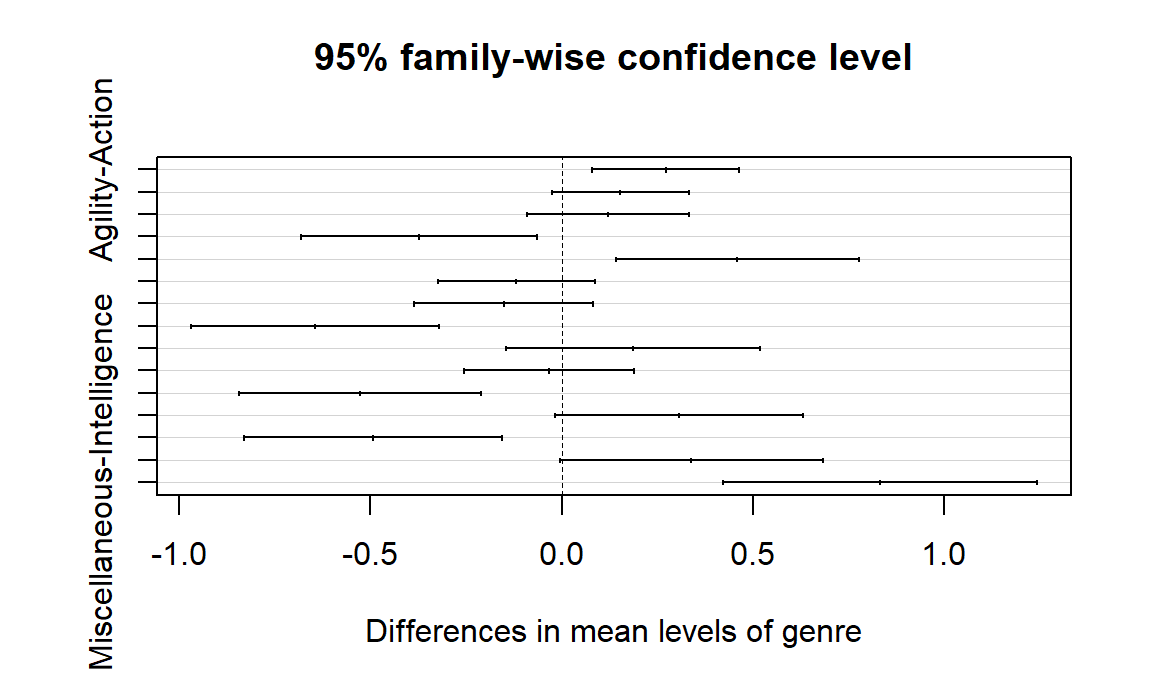 95% family-wise confidence level
Agility-Action
Miscellaneous-Intelligence
-1.0 -0.5 0.0 0.5 1.0
Differences in mean levels of genre